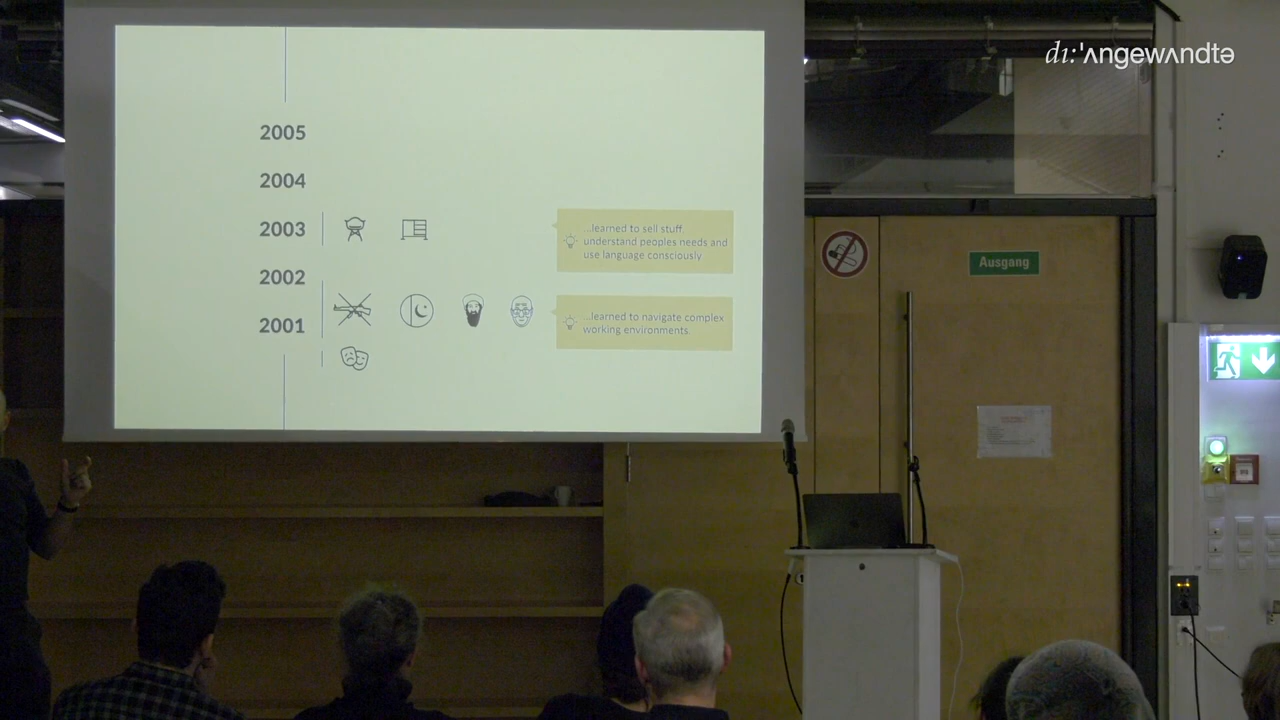 dı:'ʌngewʌndtə
2005
2004
2003
...learned to sell stuff,
understand peoples needs and
use language consciously
2002
2001
...learned to navigate complex
working environments.
Ausgang